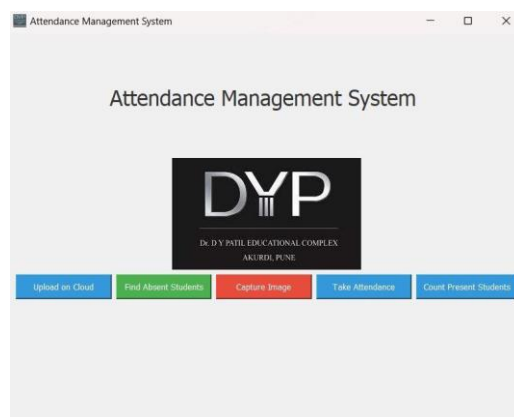 Attendance Management System
Attendance Management System
DYP
Dr. D Y PATIL EDUCATIONAL COMPLEX
AKURDI, PUNE
Upload on Cloud Find Absent Students Capture Image Take Attendance Count Present Students